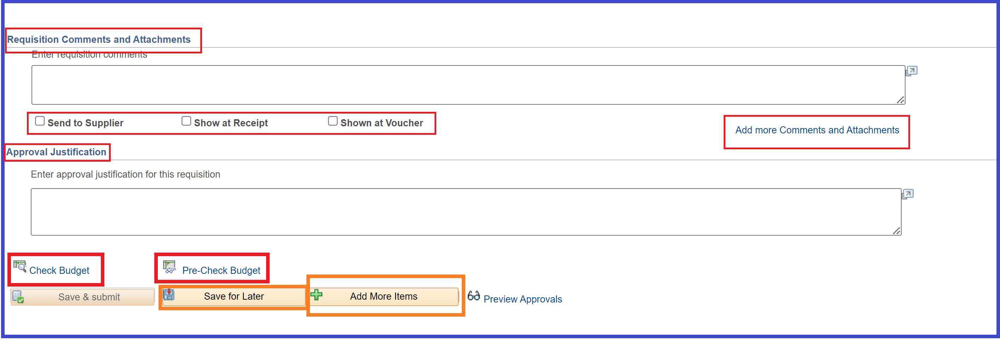 Requisition Comments and Attachments
Enter requisition comments
Send to Supplier Show at Receipt Shown at Voucher
Add more Comments and Attachments
Approval Justification
Enter approval justification for this requisition
Check Budget Pre-Check Budget
Save & submit Save for Later Add More Items Preview Approvals